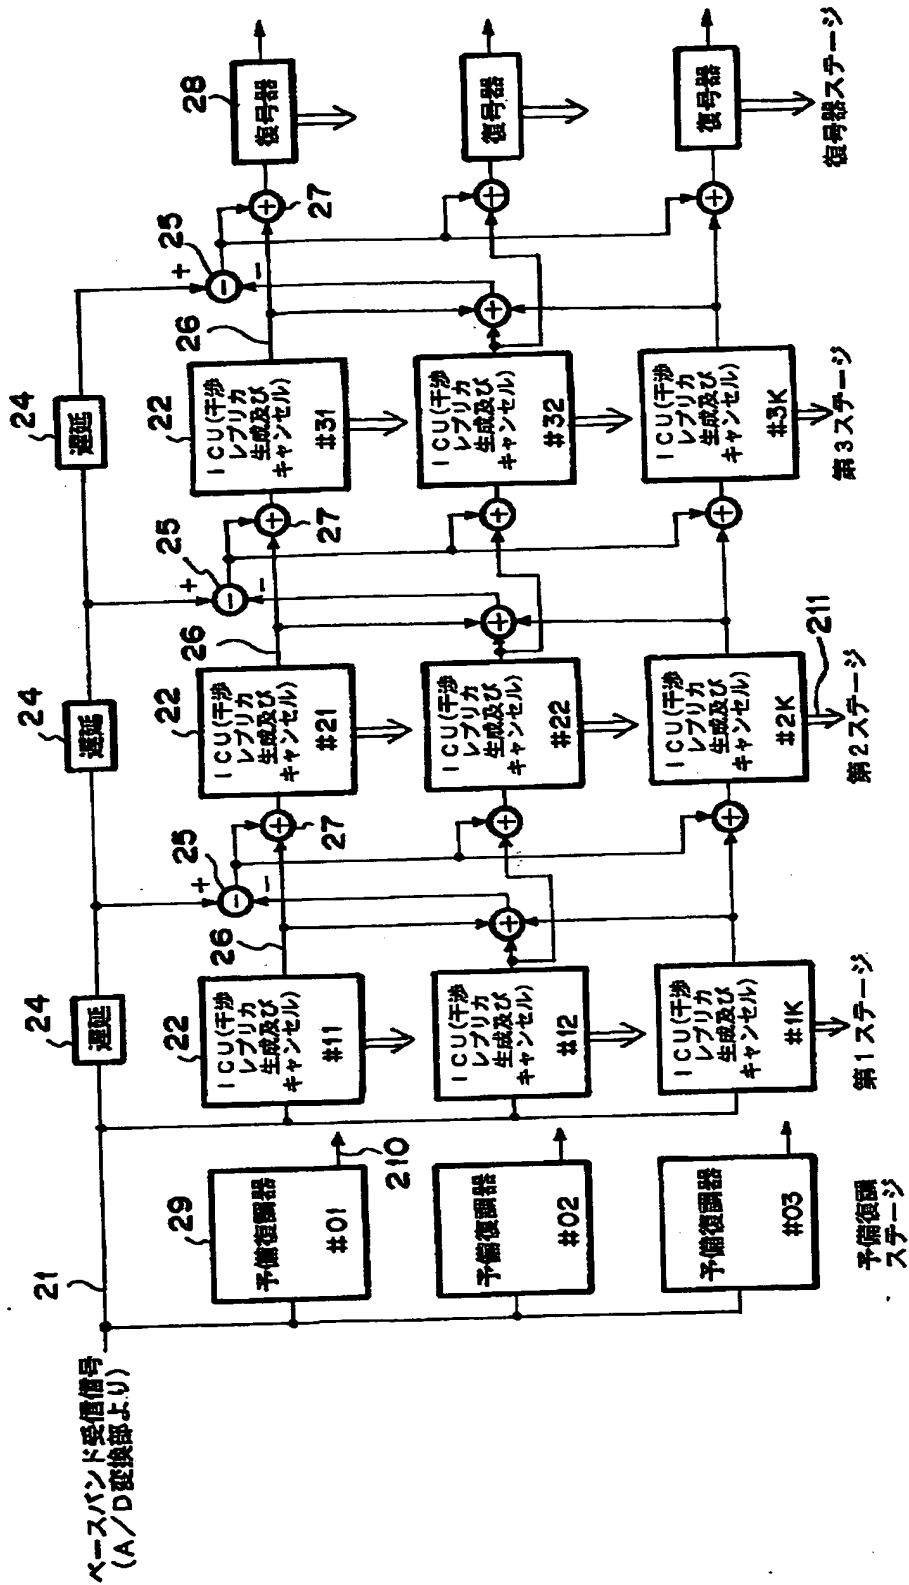 ベースバンド受信信号
(A/D変換部より)
21
24
遅延
24
遅延
24
遅延
29
予備復調器
#01
210
22
ICU(干渉
レプリカ
生成及び
キャンセル)
#11
26
25
+
−
−
+
27
22
ICU(干渉
レプリカ
生成及び
キャンセル)
#21
26
25
+
−
−
+
27
22
ICU(干渉
レプリカ
生成及び
キャンセル)
#31
26
25
+
−
−
+
27
28
復号器
予備復調器
#02
ICU(干渉
レプリカ
生成及び
キャンセル)
#12
+
+
ICU(干渉
レプリカ
生成及び
キャンセル)
#22
+
+
ICU(干渉
レプリカ
生成及び
キャンセル)
#32
+
+
復号器
予備復調器
#03
ICU(干渉
レプリカ
生成及び
キャンセル)
#1K
+
ICU(干渉
レプリカ
生成及び
キャンセル)
#2K
211
+
ICU(干渉
レプリカ
生成及び
キャンセル)
#3K
+
復号器
予備復調
ステージ
第1ステージ
第2ステージ
第3ステージ
復号器ステージ